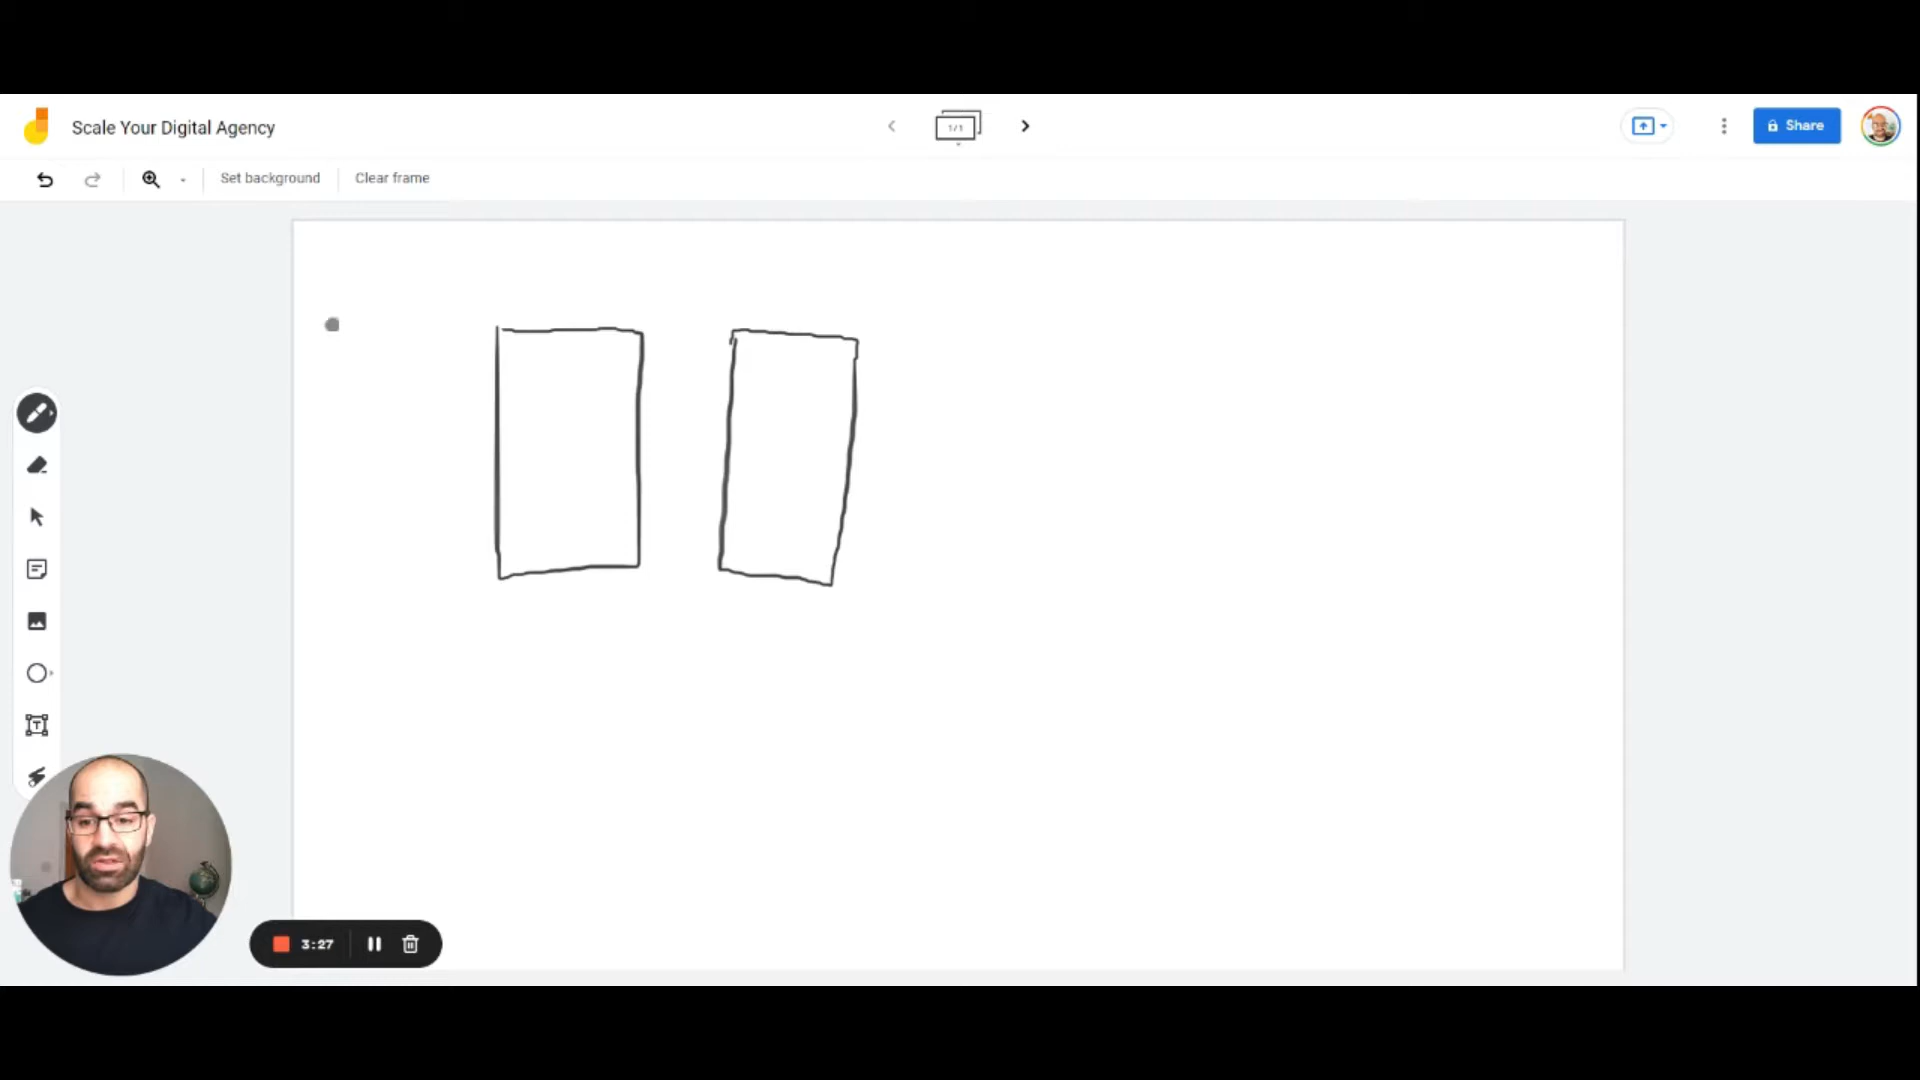 Scale Your Digital Agency
1/1
Share
Set background
Clear frame
3:27